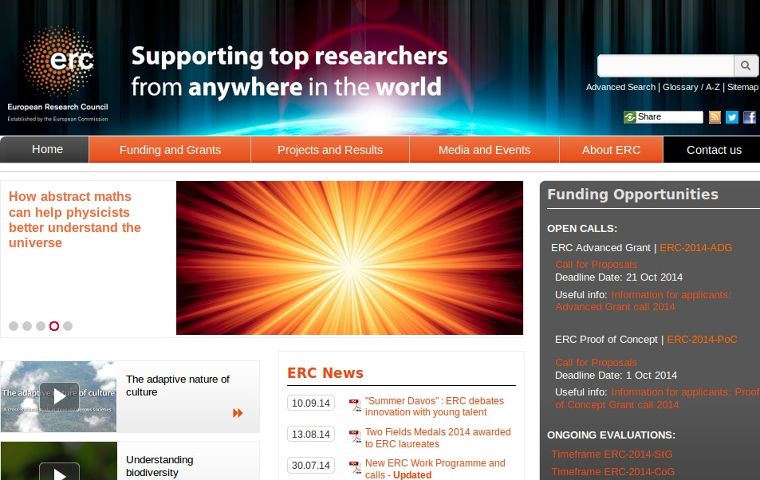 erc
European Research Council
Established by the European Commission
Supporting top researchers
from anywhere in the world
Advanced Search | Glossary / A-Z | Sitemap
Share
Home
Funding and Grants
Projects and Results
Media and Events
About ERC
Contact us
How abstract maths
can help physicists
better understand the
universe
The adaptive nature of culture
The adaptive nature of
culture
Understanding
biodiversity
ERC News
10.09.14
"Summer Davos" : ERC debates
innovation with young talent
13.08.14
Two Fields Medals 2014 awarded
to ERC laureates
30.07.14
New ERC Work Programme and
calls - Updated
Funding Opportunities
OPEN CALLS:
ERC Advanced Grant | ERC-2014-ADG
Call for Proposals
Deadline Date: 21 Oct 2014
Useful info: Information for applicants:
Advanced Grant call 2014
ERC Proof of Concept | ERC-2014-PoC
Call for Proposals
Deadline Date: 1 Oct 2014
Useful info: Information for applicants: Proof
of Concept Grant call 2014
ONGOING EVALUATIONS:
Timeframe ERC-2014-StG
Timeframe ERC-2014-CoG